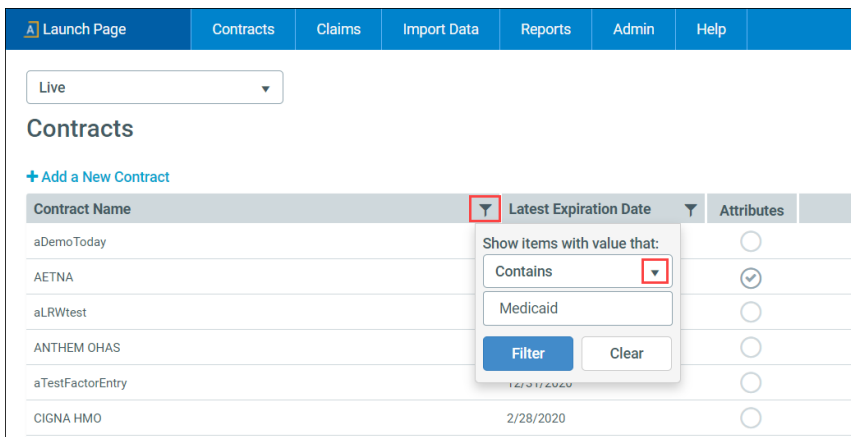 A Launch Page Contracts Claims Import Data Reports Admin Help
Live
Contracts
+ Add a New Contract
Contract Name Latest Expiration Date Attributes
aDemoToday
Show items with value that:
AETNA
Contains
aLRWtest
Medicaid
ANTHEM OHAS
Filter Clear
aTestFactorEntry 12/31/2020
CIGNA HMO 2/28/2020